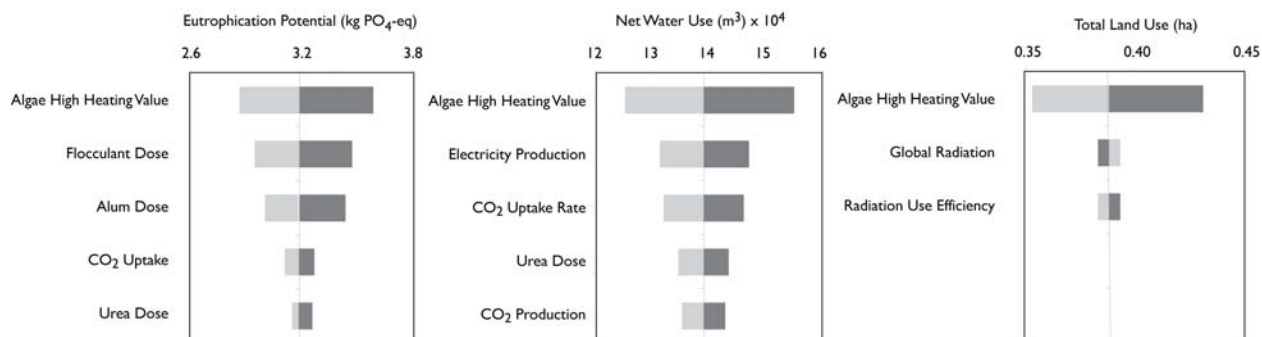 Eutrophication Potential (kg PO4-eq)
2.6 3.2 3.8
Algae High Heating Value
Flocculant Dose
Alum Dose
CO2 Uptake
Urea Dose
Net Water Use (m³) x 10⁴
12 13 14 15 16
Algae High Heating Value
Electricity Production
CO2 Uptake Rate
Urea Dose
CO2 Production
Total Land Use (ha)
0.35 0.40 0.45
Algae High Heating Value
Global Radiation
Radiation Use Efficiency